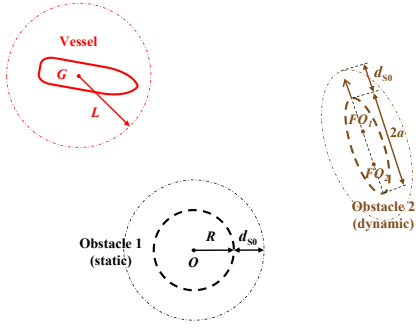 Vessel
G
L
d_S0
FO_1
2a
FO_2
Obstacle 2
(dynamic)
Obstacle 1
(static)
R
d_S0
O